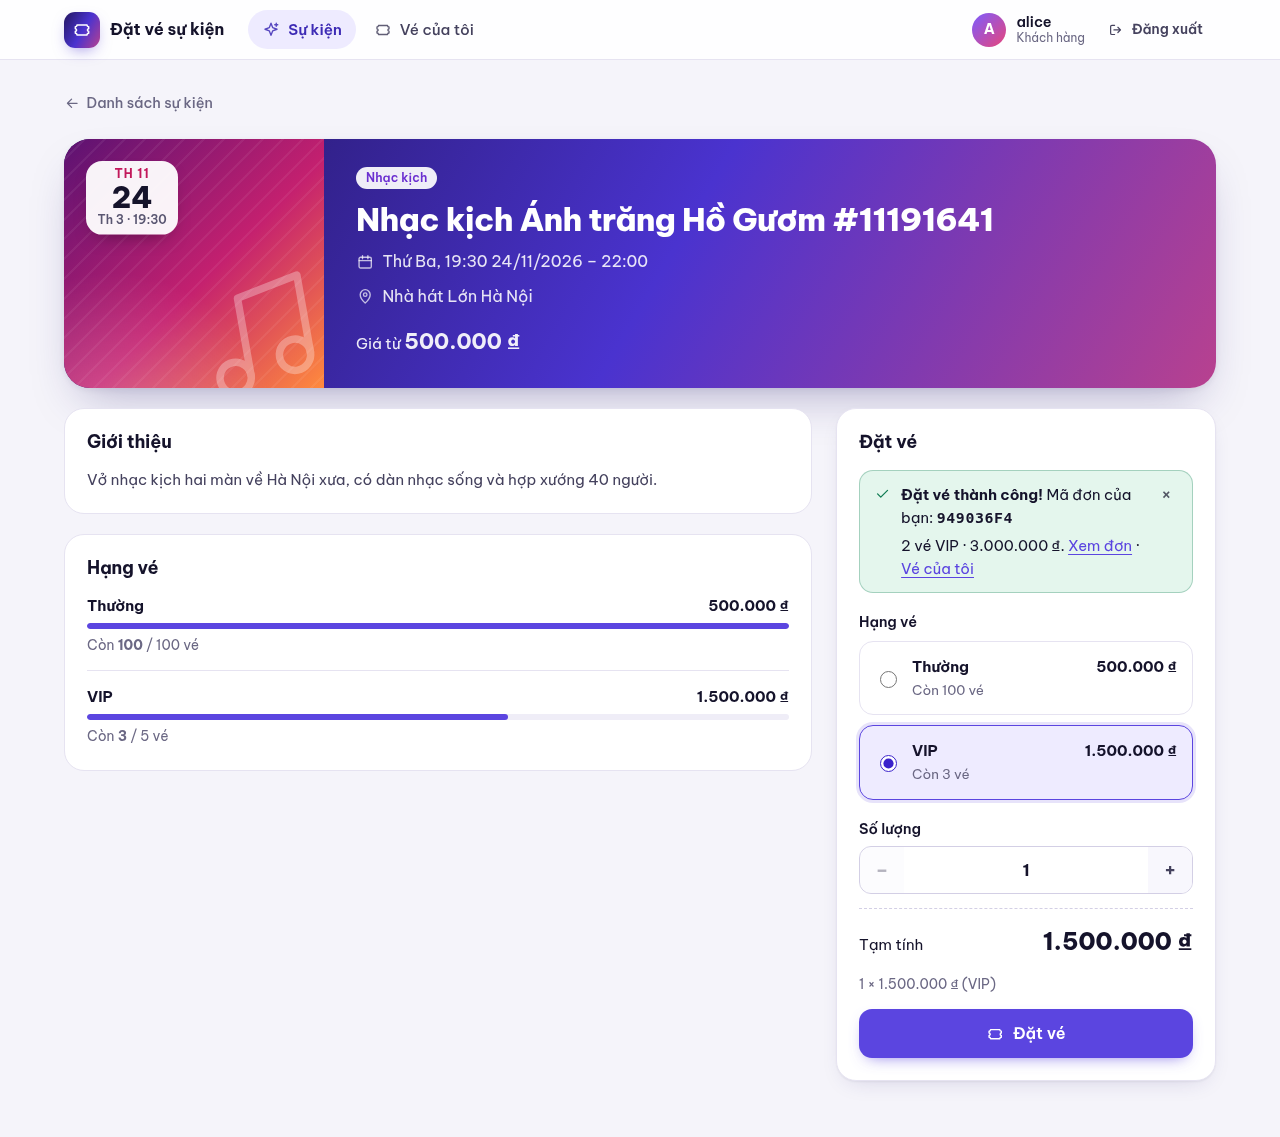 Đặt vé sự kiện
Sự kiện
Vé của tôi
A
alice
Khách hàng
Đăng xuất
← Danh sách sự kiện
TH 11
24
Th 3 · 19:30
Nhạc kịch
Nhạc kịch Ánh trăng Hồ Gươm #11191641
Thứ Ba, 19:30 24/11/2026 – 22:00
Nhà hát Lớn Hà Nội
Giá từ 500.000 ₫
Giới thiệu
Vở nhạc kịch hai màn về Hà Nội xưa, có dàn nhạc sống và hợp xướng 40 người.
Hạng vé
Thường 500.000 ₫
Còn 100 / 100 vé
VIP 1.500.000 ₫
Còn 3 / 5 vé
Đặt vé
Đặt vé thành công! Mã đơn của ×
bạn: 949036F4
2 vé VIP · 3.000.000 ₫. Xem đơn ·
Vé của tôi
Hạng vé
Thường 500.000 ₫
Còn 100 vé
VIP 1.500.000 ₫
Còn 3 vé
Số lượng
− 1 +
Tạm tính 1.500.000 ₫
1 × 1.500.000 ₫ (VIP)
Đặt vé